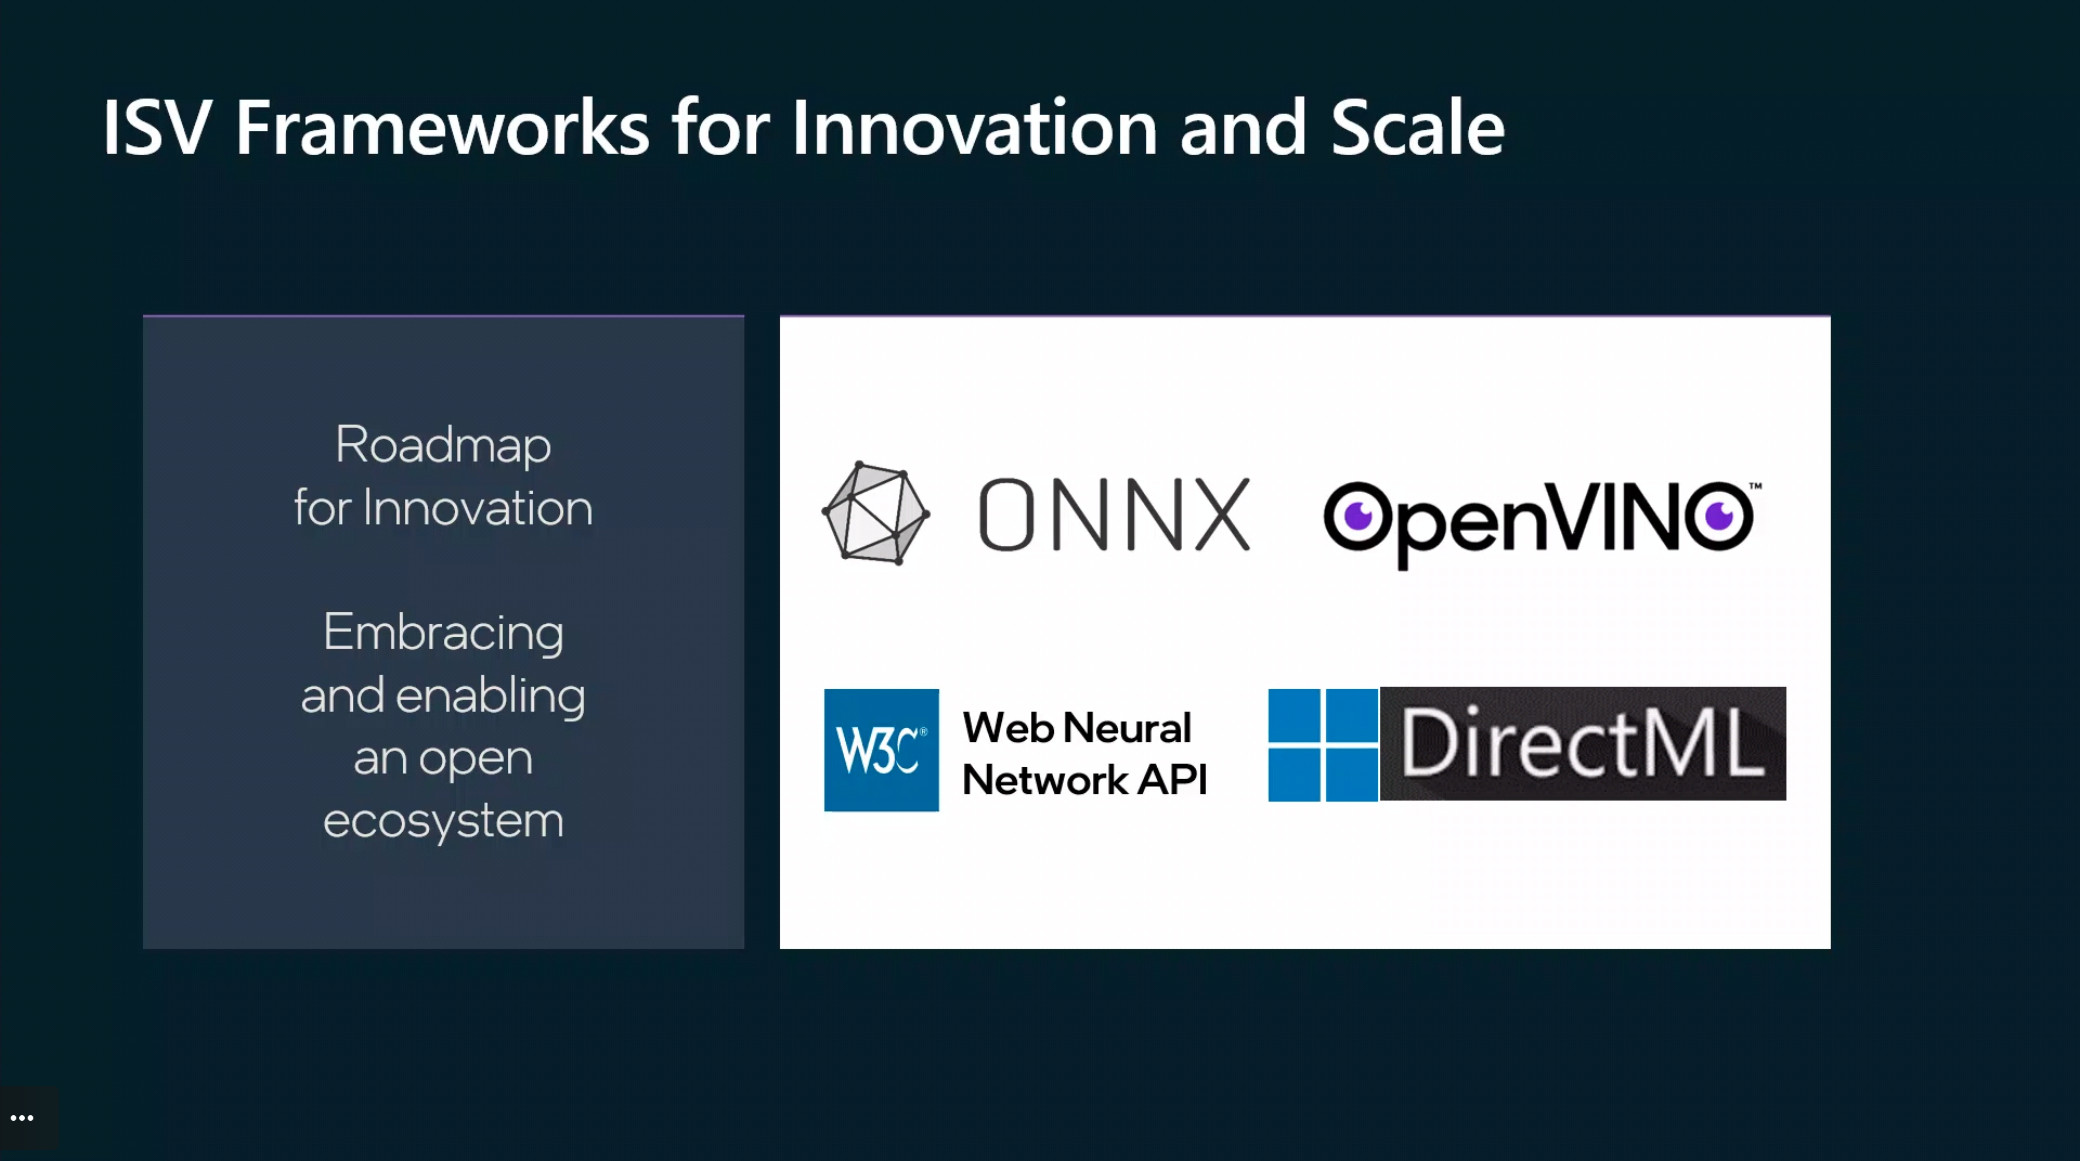 ISV Frameworks for Innovation and Scale
Roadmap
for Innovation
Embracing
and enabling
an open
ecosystem
ONNX
OpenVINO™
W3C®
Web Neural
Network API
DirectML